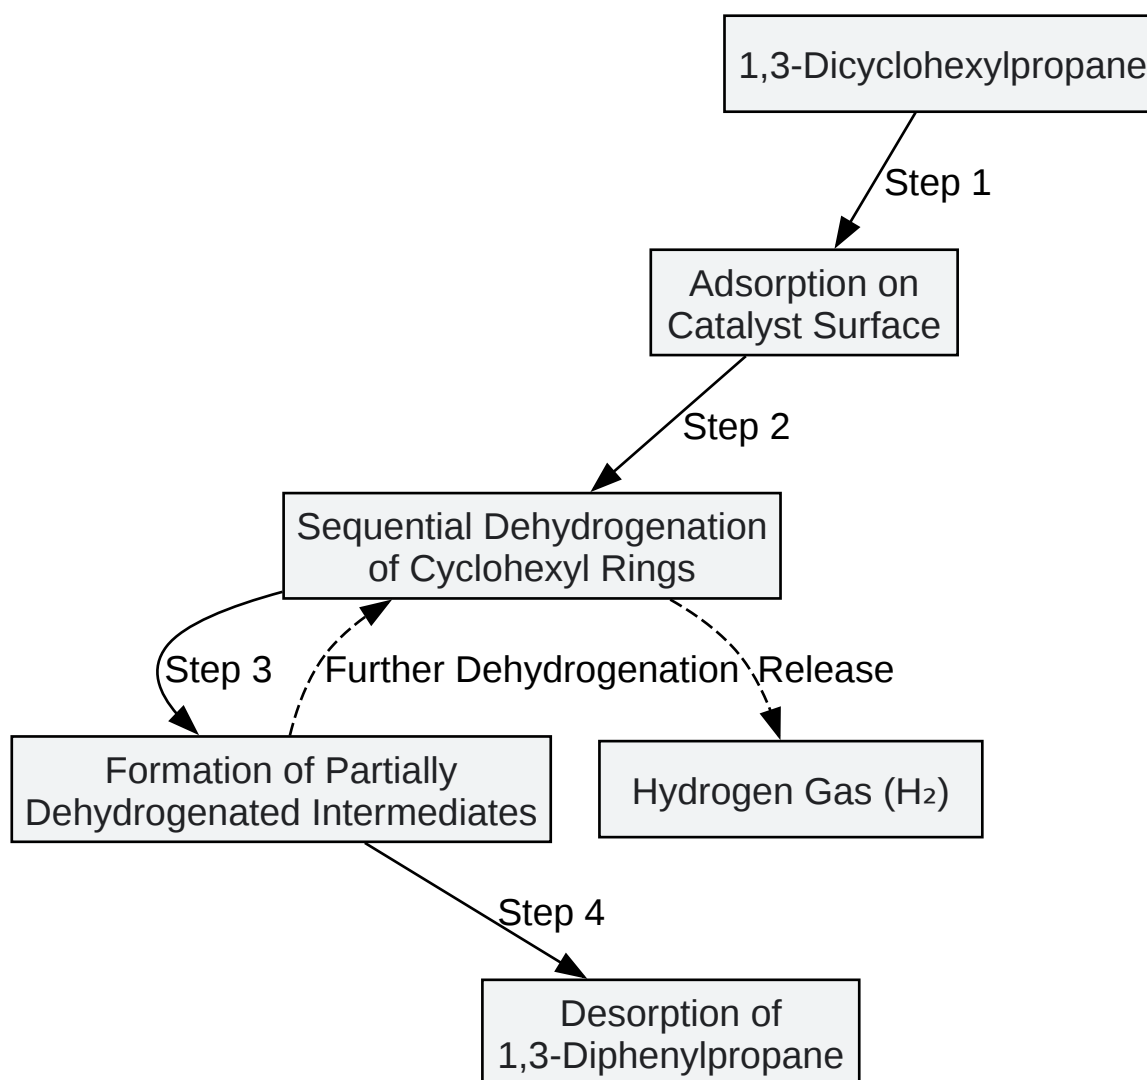 1,3-Dicyclohexylpropane
Step 1
Adsorption on
Catalyst Surface
Step 2
Sequential Dehydrogenation
of Cyclohexyl Rings
Step 3
Further Dehydrogenation
Release
Formation of Partially
Dehydrogenated Intermediates
Hydrogen Gas (H₂)
Step 4
Desorption of
1,3-Diphenylpropane